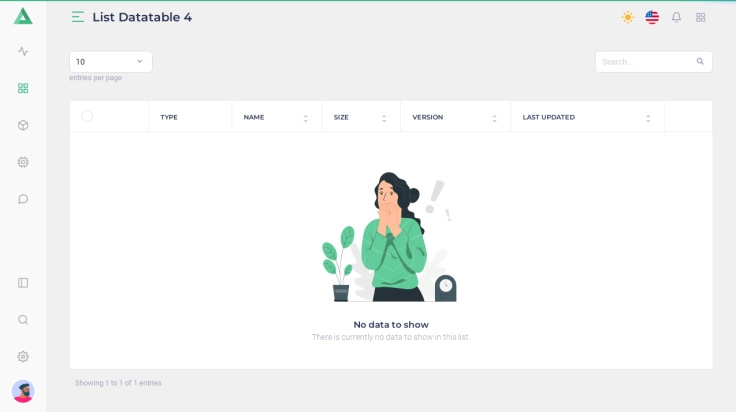 List Datatable 4
10
entries per page
Search...
TYPE
NAME
SIZE
VERSION
LAST UPDATED
No data to show
There is currently no data to show in this list.
Showing 1 to 1 of 1 entries